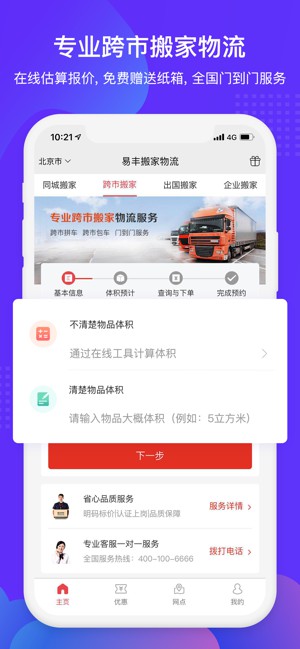 专业跨市搬家物流
在线估算报价, 免费赠送纸箱, 全国门到门服务
10:21
4G
北京市
易丰搬家物流
同城搬家 跨市搬家 出国搬家 企业搬家
专业跨市搬家物流服务
跨市拼车 跨市包车 门到门服务
基本信息 体积预计 查询与下单 完成预约
不清楚物品体积
通过在线工具计算体积
清楚物品体积
请输入物品大概体积（例如：5立方米）
下一步
省心品质服务
明码标价|认证上岗|品质保障
服务详情
专业客服一对一服务
全国服务热线：400-100-6666
拨打电话
主页 优惠 网点 我的